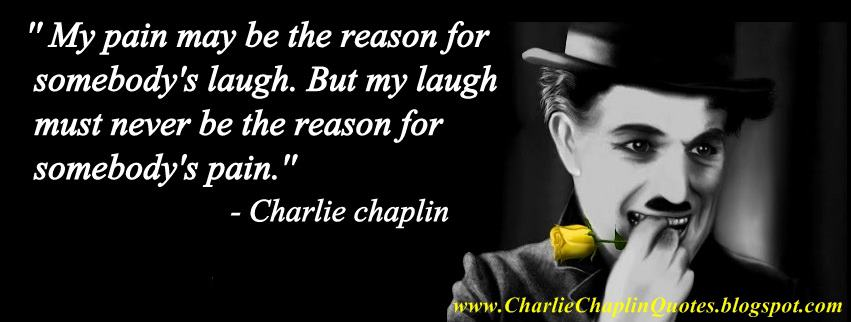 " My pain may be the reason for
somebody's laugh. But my laugh
must never be the reason for
somebody's pain."
- Charlie chaplin
www.CharlieChaplinQuotes.blogspot.com